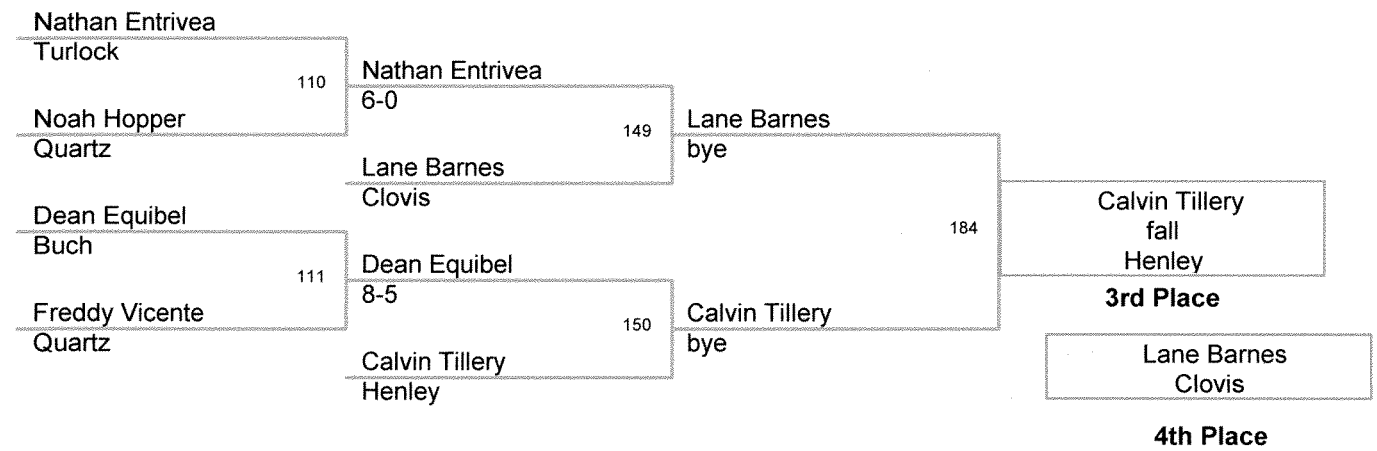 Nathan Entrivea
Turlock
110
Noah Hopper
Quartz
Nathan Entrivea
6-0
149
Lane Barnes
Clovis
Dean Equibel
Buch
111
Freddy Vicente
Quartz
Dean Equibel
8-5
150
Calvin Tillery
Henley
Lane Barnes
bye
184
Calvin Tillery
bye
Calvin Tillery
fall
Henley
3rd Place
Lane Barnes
Clovis
4th Place